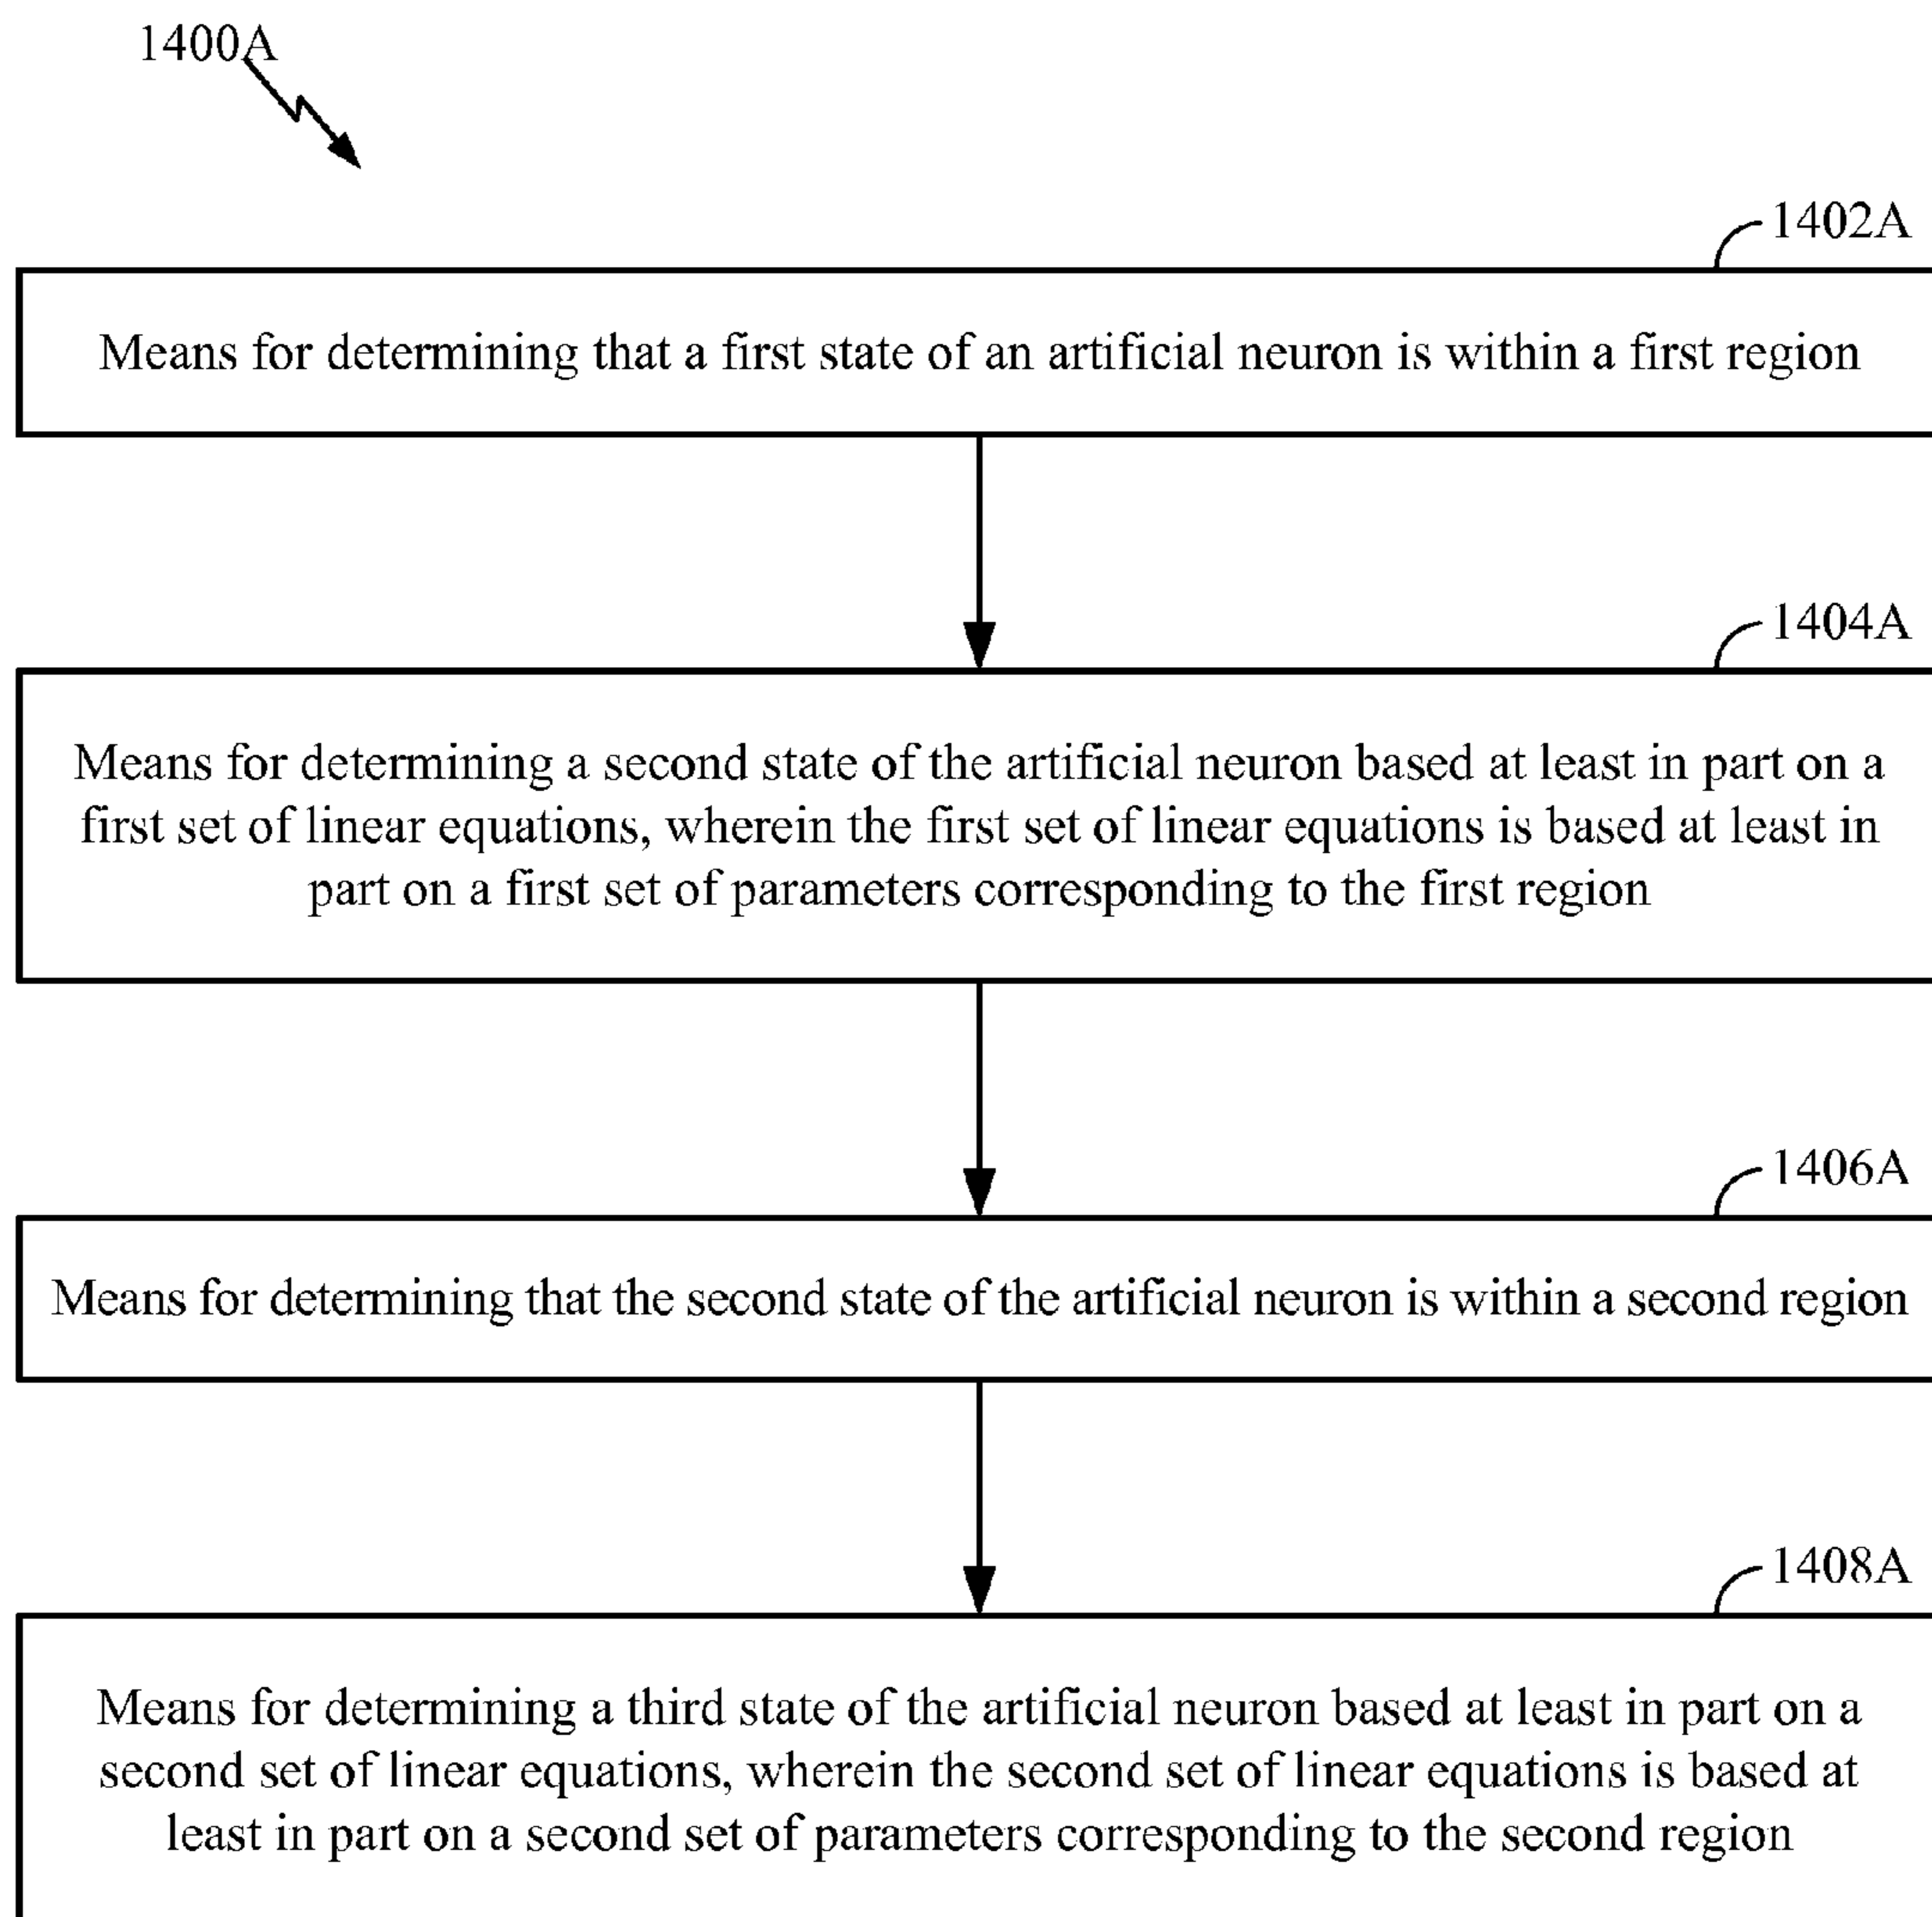 1400A
1402A
Means for determining that a first state of an artificial neuron is within a first region
1404A
Means for determining a second state of the artificial neuron based at least in part on a
first set of linear equations, wherein the first set of linear equations is based at least in
part on a first set of parameters corresponding to the first region
1406A
Means for determining that the second state of the artificial neuron is within a second region
1408A
Means for determining a third state of the artificial neuron based at least in part on a
second set of linear equations, wherein the second set of linear equations is based at
least in part on a second set of parameters corresponding to the second region